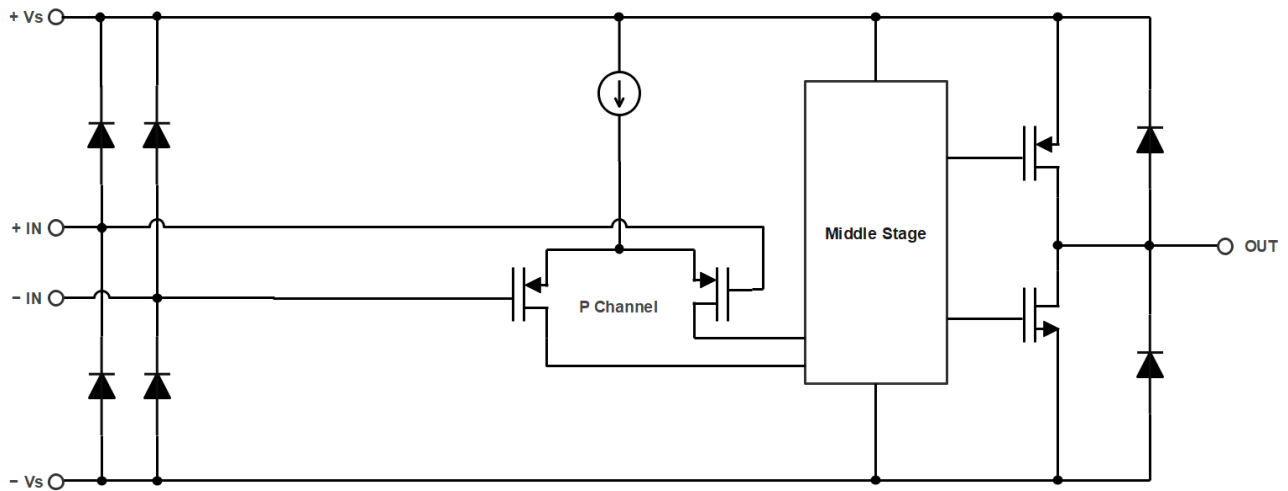 + Vs
+ IN
Middle Stage
OUT
− IN
P Channel
− Vs